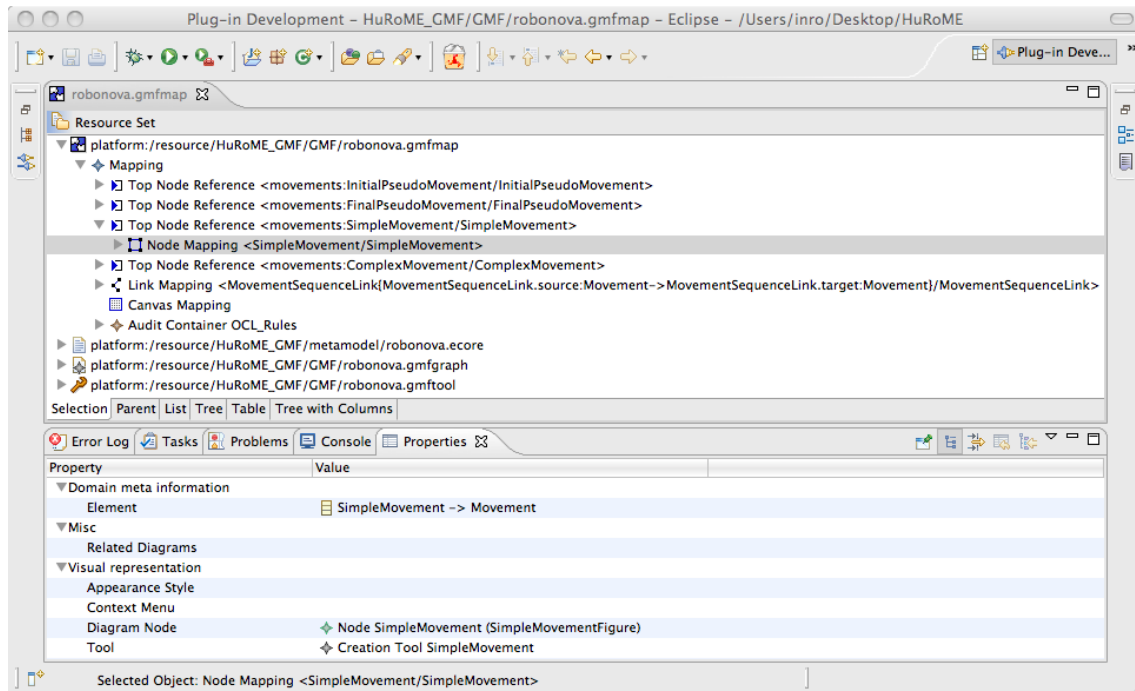 Plug-in Development – HuRoME_GMF/GMF/robonova.gmfmap – Eclipse – /Users/inro/Desktop/HuRoME
Plug-in Deve...
robonova.gmfmap
Resource Set
platform:/resource/HuRoME_GMF/GMF/robonova.gmfmap
Mapping
Top Node Reference <movements:InitialPseudoMovement/InitialPseudoMovement>
Top Node Reference <movements:FinalPseudoMovement/FinalPseudoMovement>
Top Node Reference <movements:SimpleMovement/SimpleMovement>
Node Mapping <SimpleMovement/SimpleMovement>
Top Node Reference <movements:ComplexMovement/ComplexMovement>
Link Mapping <MovementSequenceLink{MovementSequenceLink.source:Movement->MovementSequenceLink.target:Movement}/MovementSequenceLink>
Canvas Mapping
Audit Container OCL_Rules
platform:/resource/HuRoME_GMF/metamodel/robonova.ecore
platform:/resource/HuRoME_GMF/GMF/robonova.gmfgraph
platform:/resource/HuRoME_GMF/GMF/robonova.gmftool
Selection Parent List Tree Table Tree with Columns
Error Log Tasks Problems Console Properties
Property Value
Domain meta information
Element SimpleMovement -> Movement
Misc
Related Diagrams
Visual representation
Appearance Style
Context Menu
Diagram Node Node SimpleMovement (SimpleMovementFigure)
Tool Creation Tool SimpleMovement
Selected Object: Node Mapping <SimpleMovement/SimpleMovement>